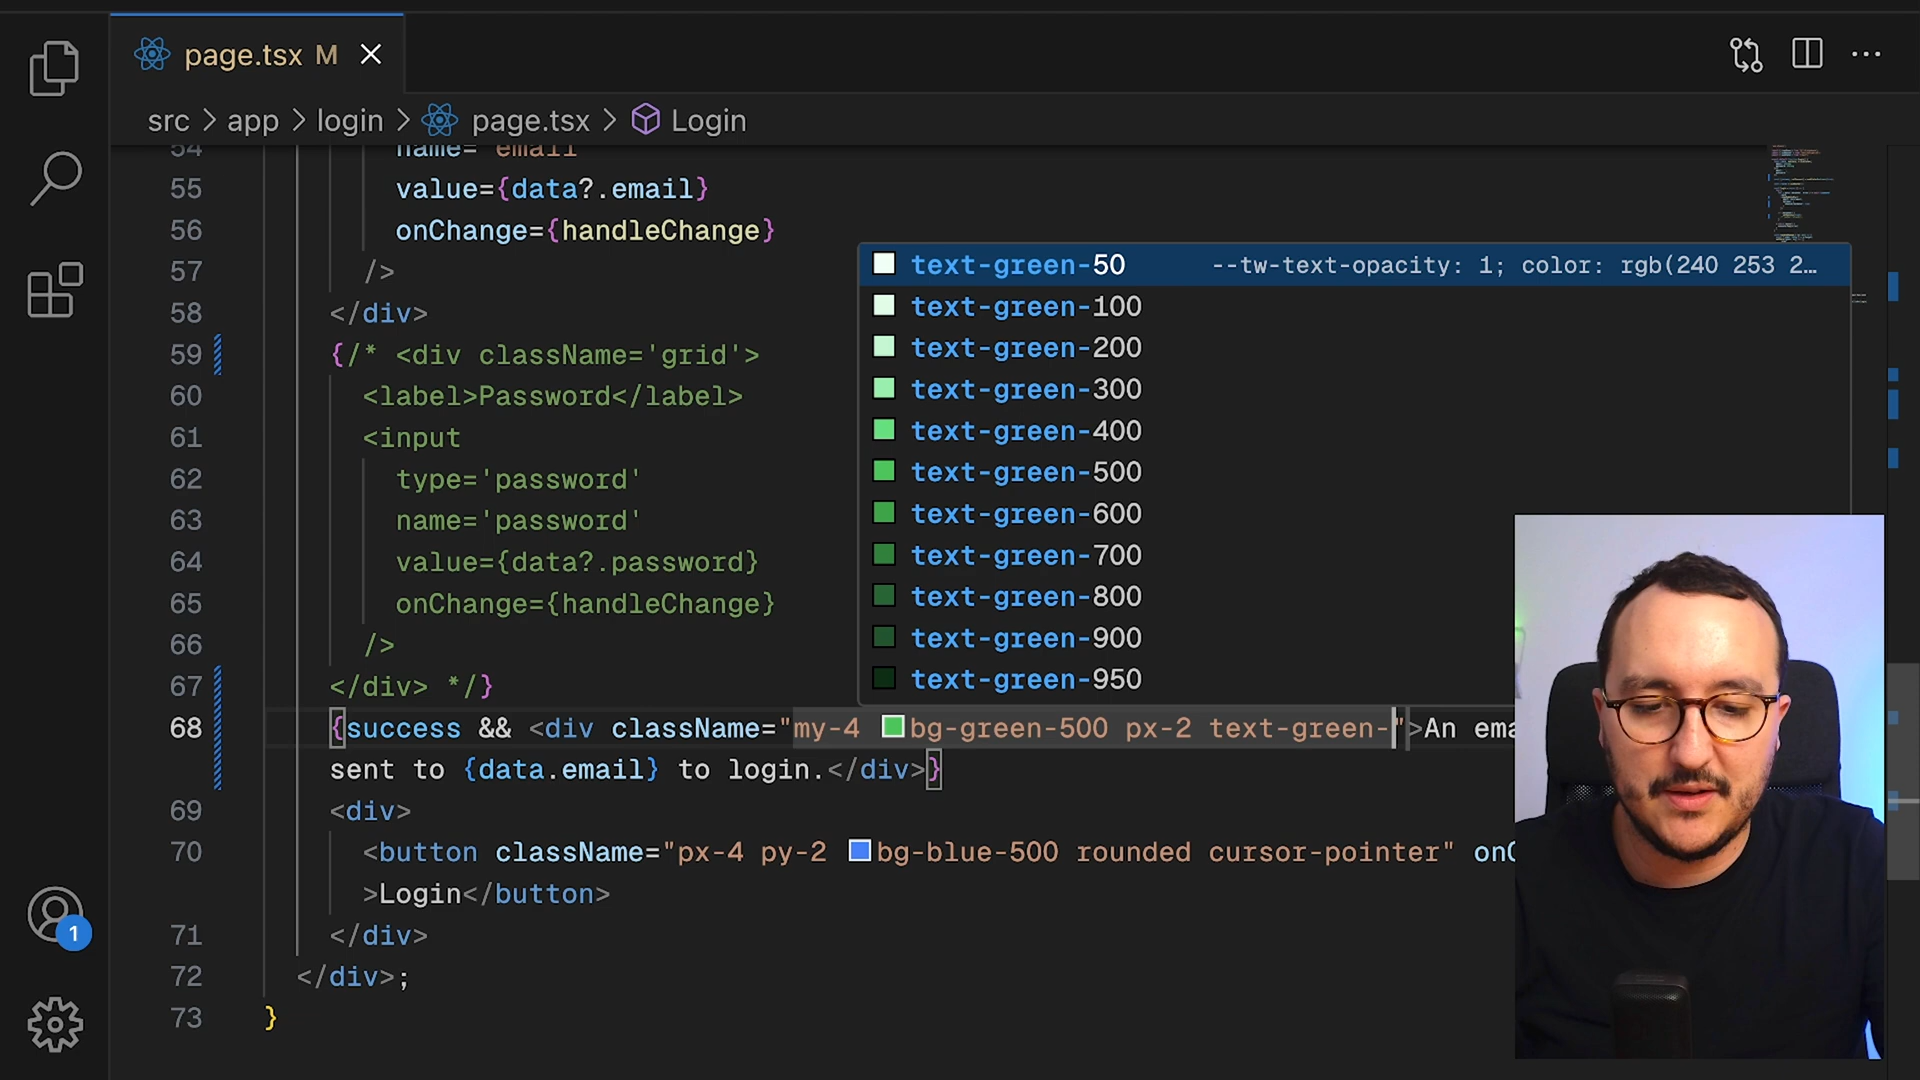 page.tsx M
src > app > login > page.tsx > Login
54 name='email'
55 value={data?.email}
56 onChange={handleChange}
57 />
58 </div>
59 {/* <div className='grid'>
60 <label>Password</label>
61 <input
62 type='password'
63 name='password'
64 value={data?.password}
65 onChange={handleChange}
66 />
67 </div> */}
68 {success && <div className="my-4 bg-green-500 px-2 text-green-">An ema
sent to {data.email} to login.</div>}
69 <div>
70 <button className="px-4 py-2 bg-blue-500 rounded cursor-pointer" onC
>Login</button>
71 </div>
72 </div>;
73 }
text-green-50 --tw-text-opacity: 1; color: rgb(240 253 2…
text-green-100
text-green-200
text-green-300
text-green-400
text-green-500
text-green-600
text-green-700
text-green-800
text-green-900
text-green-950
1